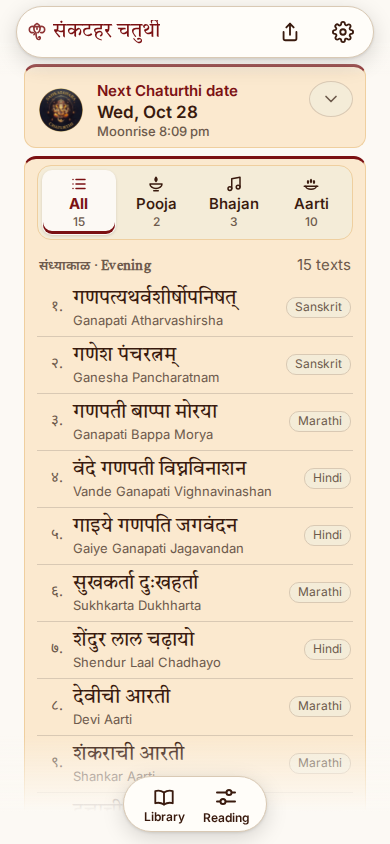 संकटहर चतुर्थी
Next Chaturthi date
Wed, Oct 28
Moonrise 8:09 pm
All
15
Pooja
2
Bhajan
3
Aarti
10
संध्याकाळ · Evening
15 texts
१. गणपत्यथर्वशीर्षोपनिषत्
Ganapati Atharvashirsha
Sanskrit
२. गणेश पंचरत्नम्
Ganesha Pancharatnam
Sanskrit
३. गणपती बाप्पा मोरया
Ganapati Bappa Morya
Marathi
४. वंदे गणपती विघ्नविनाशन
Vande Ganapati Vighnavinashan
Hindi
५. गाइये गणपति जगवंदन
Gaiye Ganapati Jagavandan
Hindi
६. सुखकर्ता दुःखहर्ता
Sukhkarta Dukhharta
Marathi
७. शेंदुर लाल चढ़ायो
Shendur Laal Chadhayo
Hindi
८. देवीची आरती
Devi Aarti
Marathi
९. शंकराची आरती
Shankar Aarti
Marathi
Library
Reading